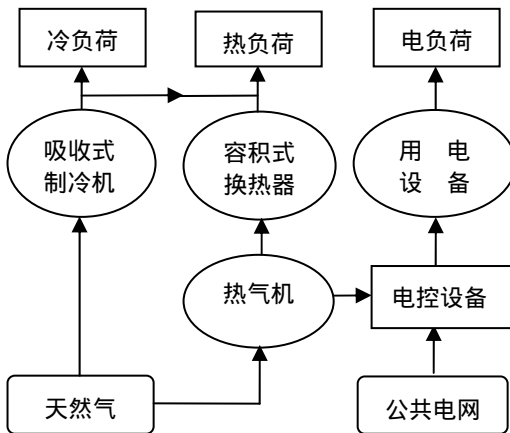 冷负荷
热负荷
电负荷
吸收式
制冷机
容积式
换热器
用 电
设 备
热气机
电控设备
天然气
公共电网